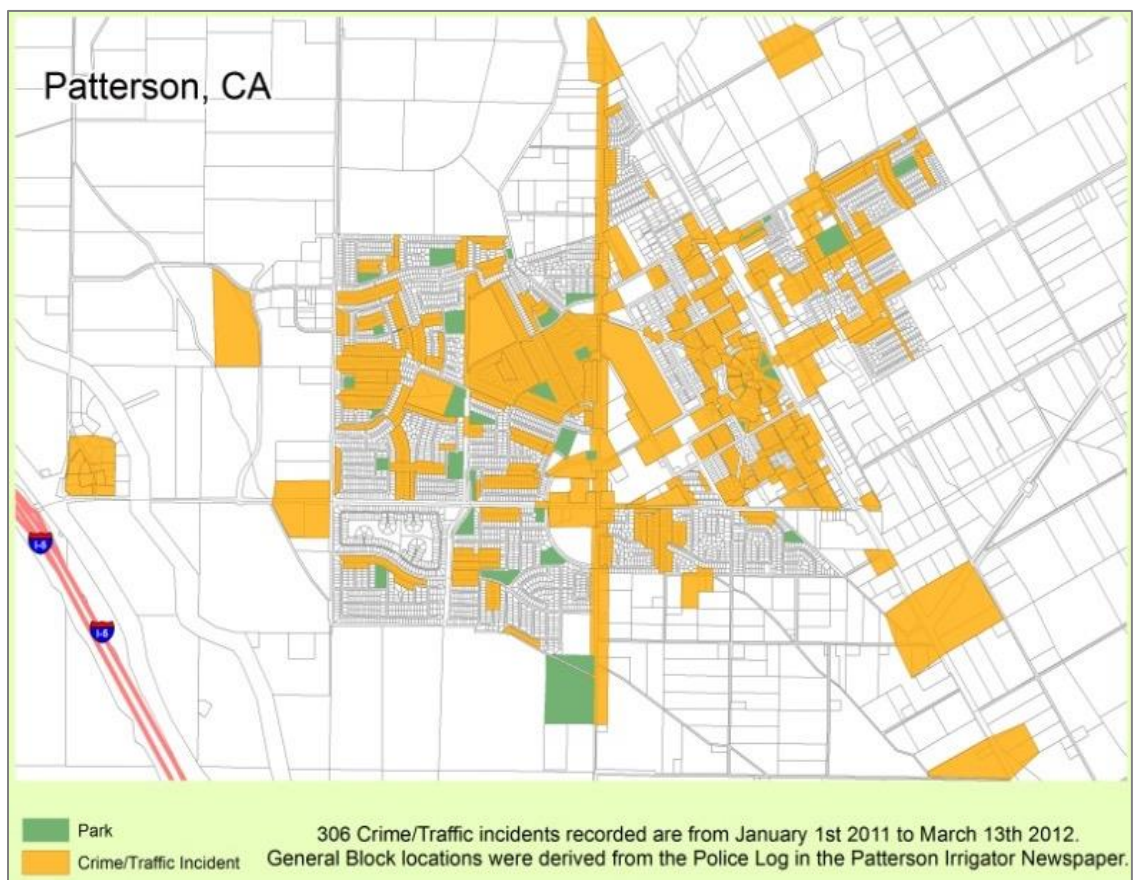 Patterson, CA
I-5
I-5
Park
Crime/Traffic Incident
306 Crime/Traffic incidents recorded are from January 1st 2011 to March 13th 2012.
General Block locations were derived from the Police Log in the Patterson Irrigator Newspaper.